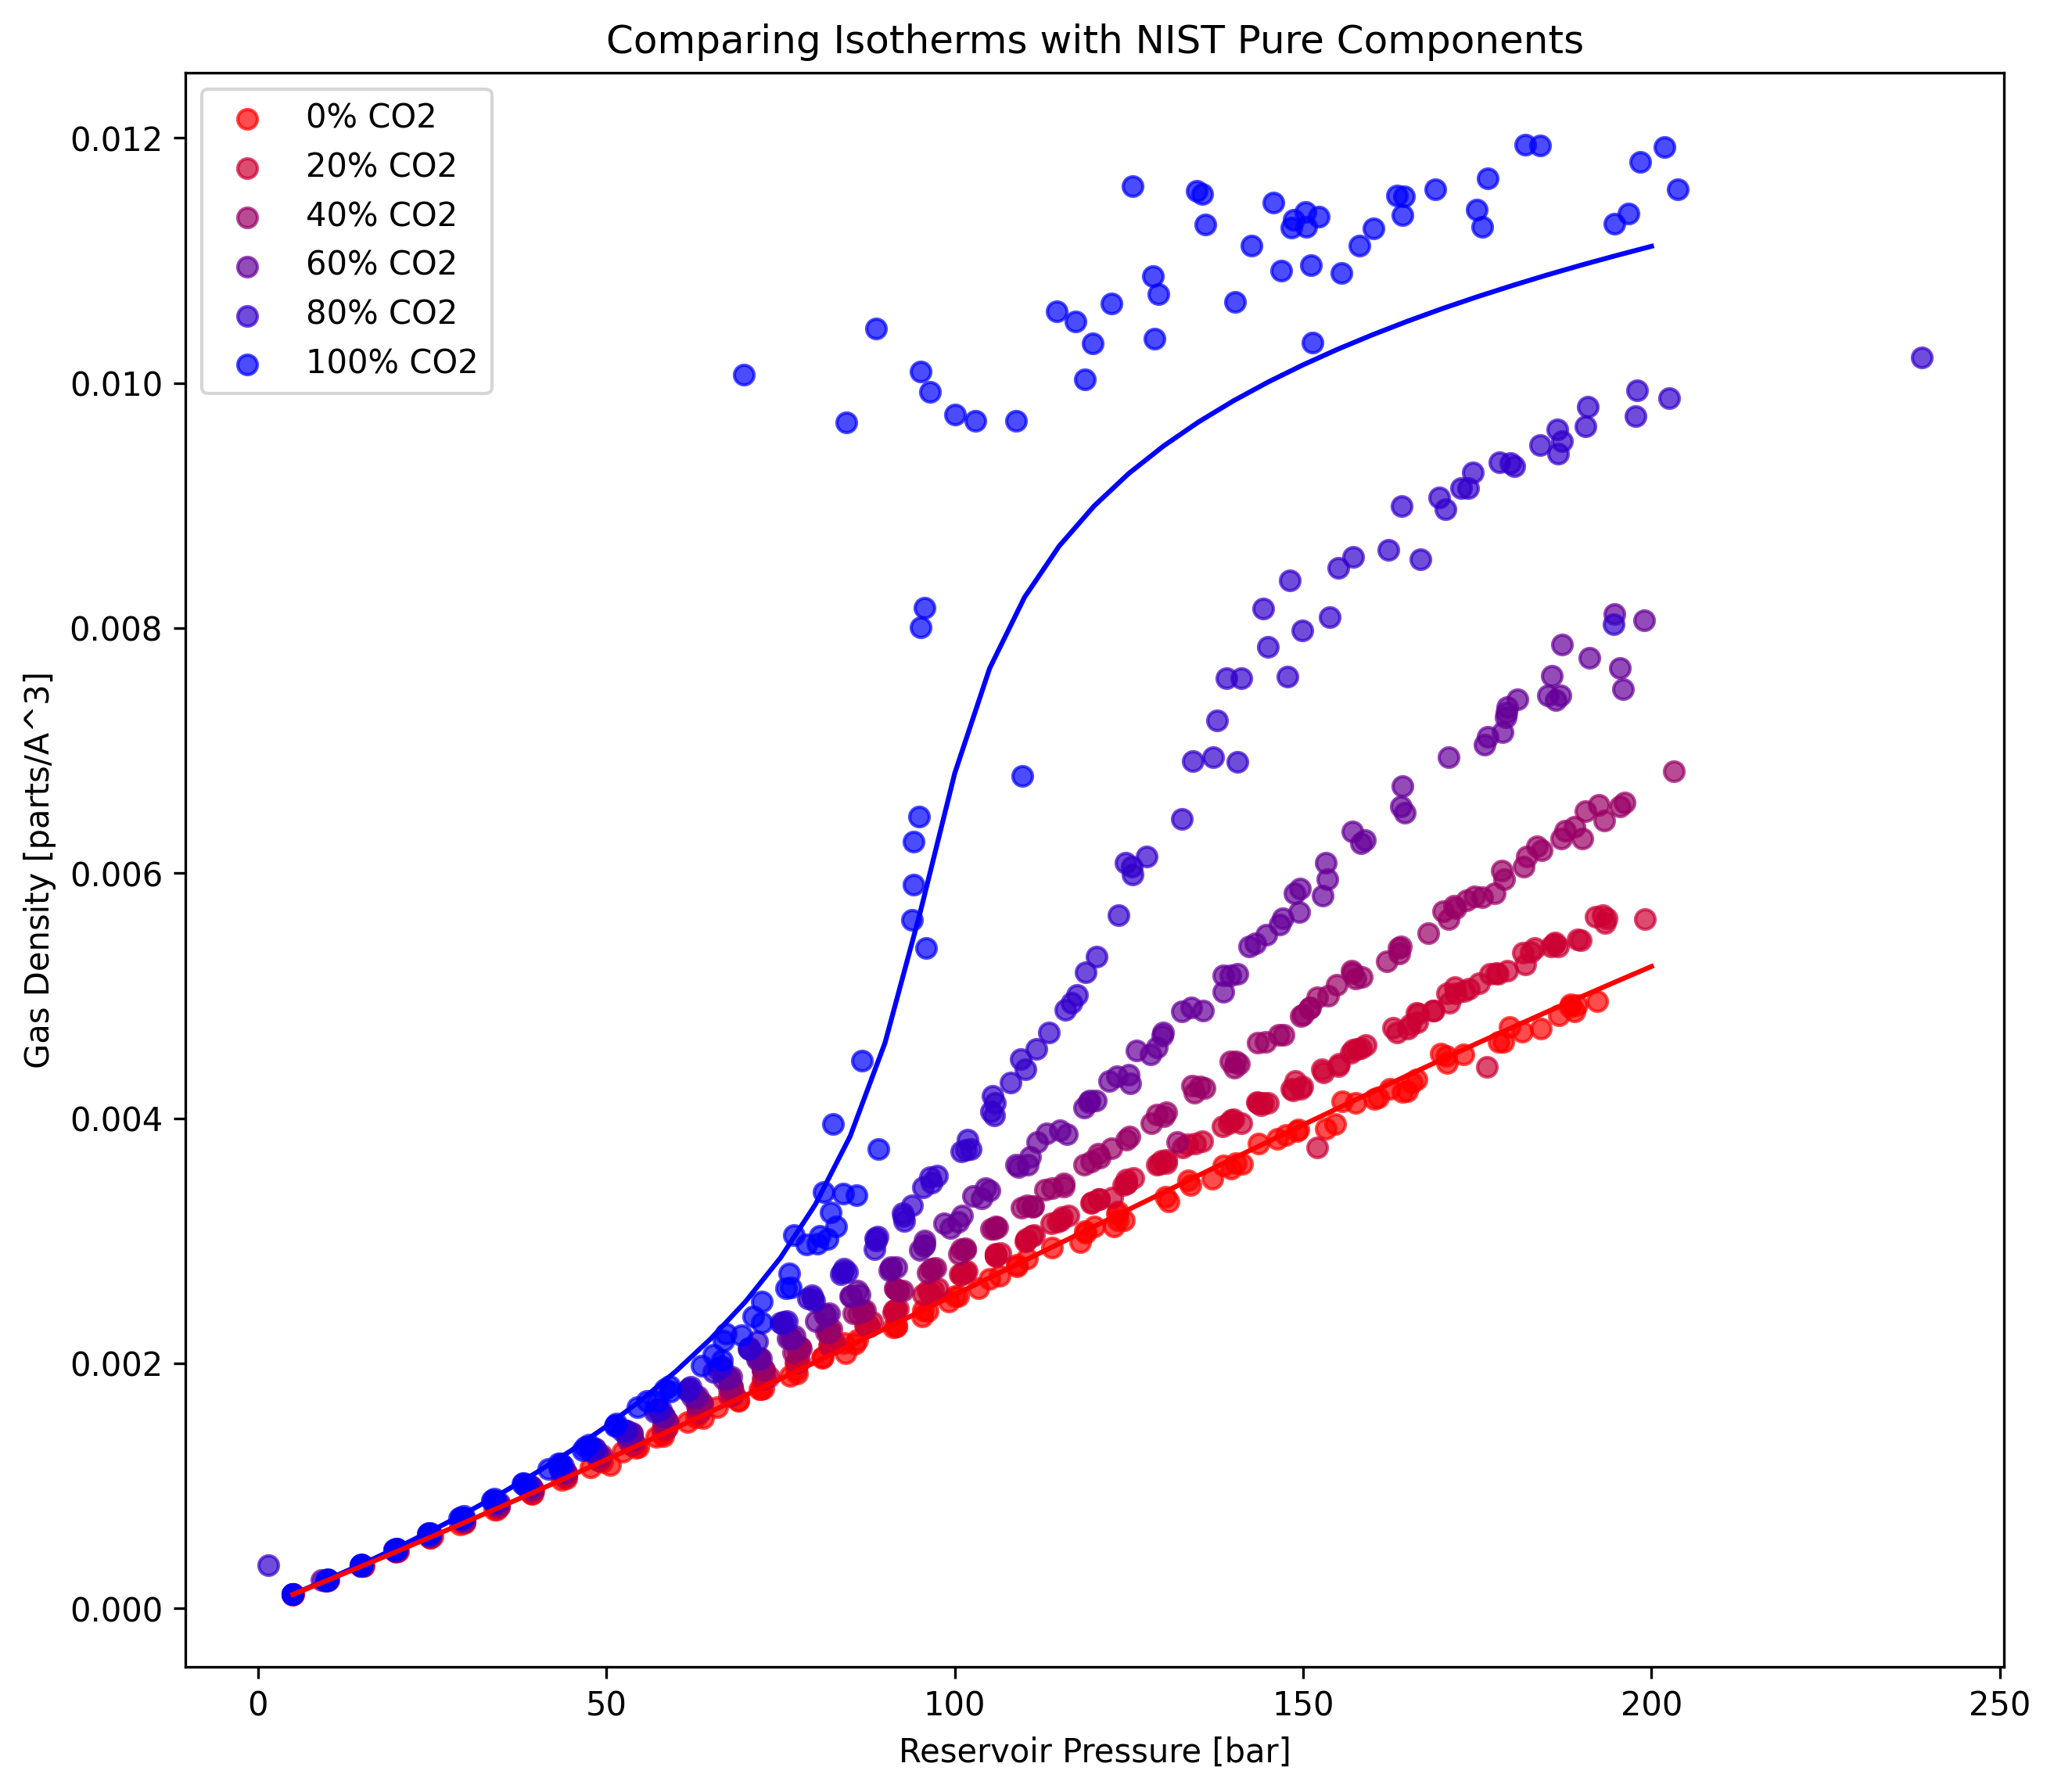 Comparing Isotherms with NIST Pure Components
0% CO2
20% CO2
40% CO2
60% CO2
80% CO2
100% CO2
0.012
0.010
0.008
0.006
0.004
0.002
0.000
Gas Density [parts/A^3]
0 50 100 150 200 250
Reservoir Pressure [bar]